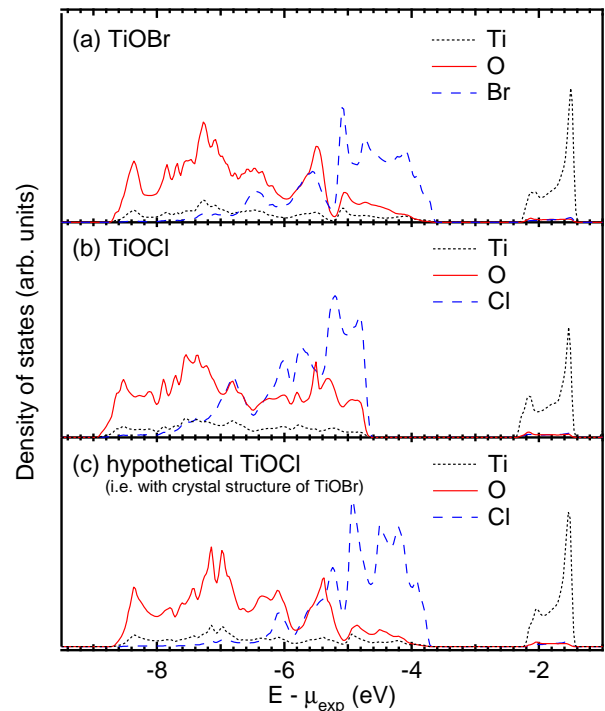 (a) TiOBr
Ti
O
Br
(b) TiOCl
Ti
O
Cl
(c) hypothetical TiOCl
(i.e. with crystal structure of TiOBr)
Ti
O
Cl
Density of states (arb. units)
-8 -6 -4 -2
E - μexp (eV)